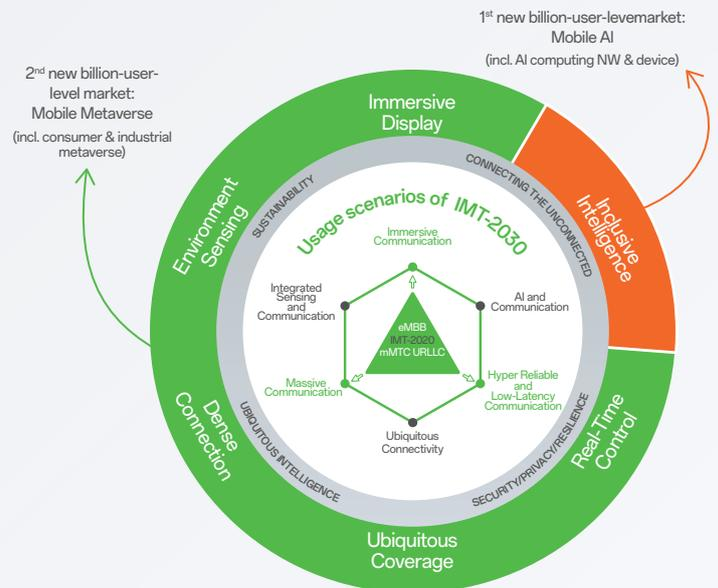 1st new billion-user-levemarket:
Mobile AI
(incl. AI computing NW & device)
2nd new billion-user-
level market:
Mobile Metaverse
(incl. consumer & industrial
metaverse)
Immersive
Display
Inclusive
Intelligence
Real-Time
Control
Ubiquitous
Coverage
Dense
Connection
Environment
Sensing
SUSTAINABILITY
CONNECTING THE UNCONNECTED
SECURITY/PRIVACY/RESILIENCE
UBIQUITOUS INTELLIGENCE
Usage scenarios of IMT-2030
Immersive
Communication
AI and
Communication
Hyper Reliable
and
Low-Latency
Communication
Ubiquitous
Connectivity
Massive
Communication
Integrated
Sensing
and
Communication
eMBB
IMT-2020
mMTC URLLC